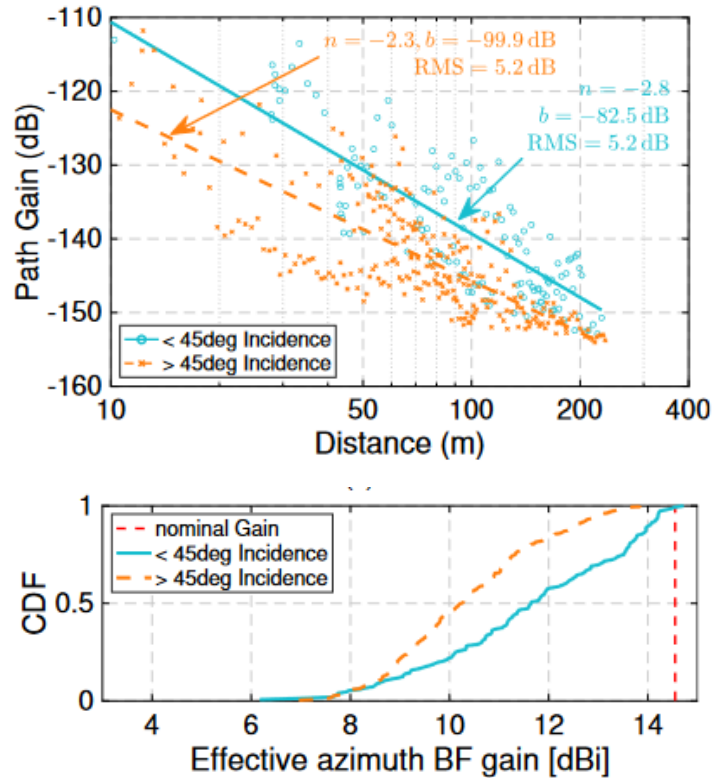 -110
-120
-130
-140
-150
-160
Path Gain (dB)
n = −2.3, b = −99.9 dB
RMS = 5.2 dB
n = −2.8
b = −82.5 dB
RMS = 5.2 dB
< 45deg Incidence
> 45deg Incidence
10 50 100 200 400
Distance (m)
1
0.5
0
CDF
nominal Gain
< 45deg Incidence
> 45deg Incidence
4 6 8 10 12 14
Effective azimuth BF gain [dBi]